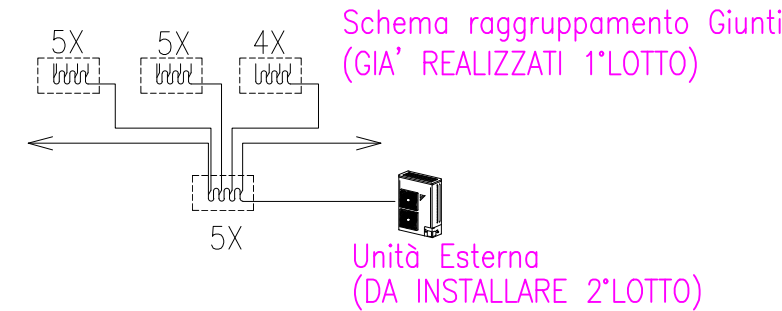 Schema raggruppamento Giunti
(GIA' REALIZZATI 1°LOTTO)
5X 5X 4X
5X
Unità Esterna
(DA INSTALLARE 2°LOTTO)